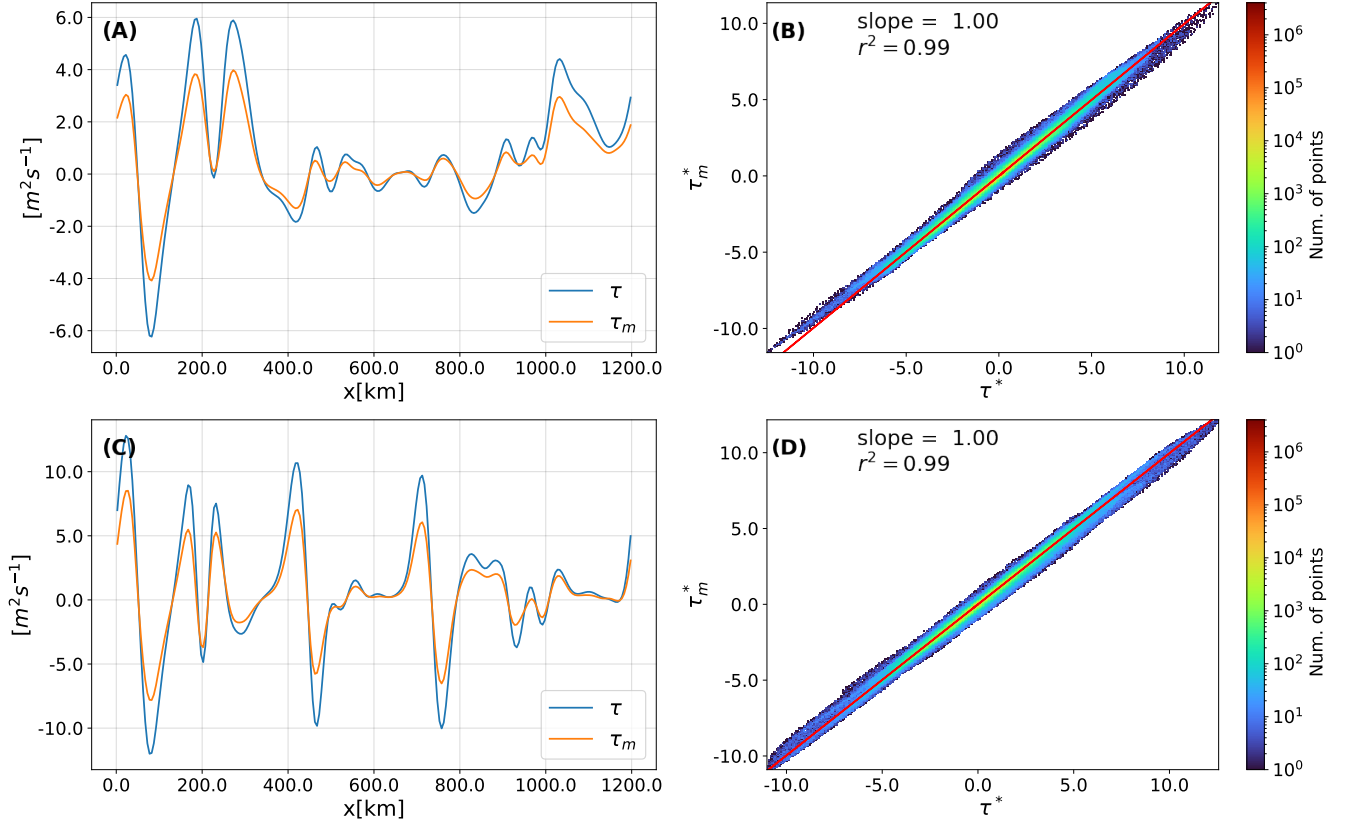 (A)
6.0
4.0
2.0
0.0
-2.0
-4.0
-6.0
[m²s⁻¹]
τ
τₘ
0.0 200.0 400.0 600.0 800.0 1000.0 1200.0
x[km]
(B)
slope = 1.00
r² = 0.99
10.0
5.0
0.0
-5.0
-10.0
τ*ₘ
-10.0 -5.0 0.0 5.0 10.0
τ*
10⁶
10⁵
10⁴
10³
10²
10¹
10⁰
Num. of points
(C)
10.0
5.0
0.0
-5.0
-10.0
[m²s⁻¹]
τ
τₘ
0.0 200.0 400.0 600.0 800.0 1000.0 1200.0
x[km]
(D)
slope = 1.00
r² = 0.99
10.0
5.0
0.0
-5.0
-10.0
τ*ₘ
-10.0 -5.0 0.0 5.0 10.0
τ*
10⁶
10⁵
10⁴
10³
10²
10¹
10⁰
Num. of points